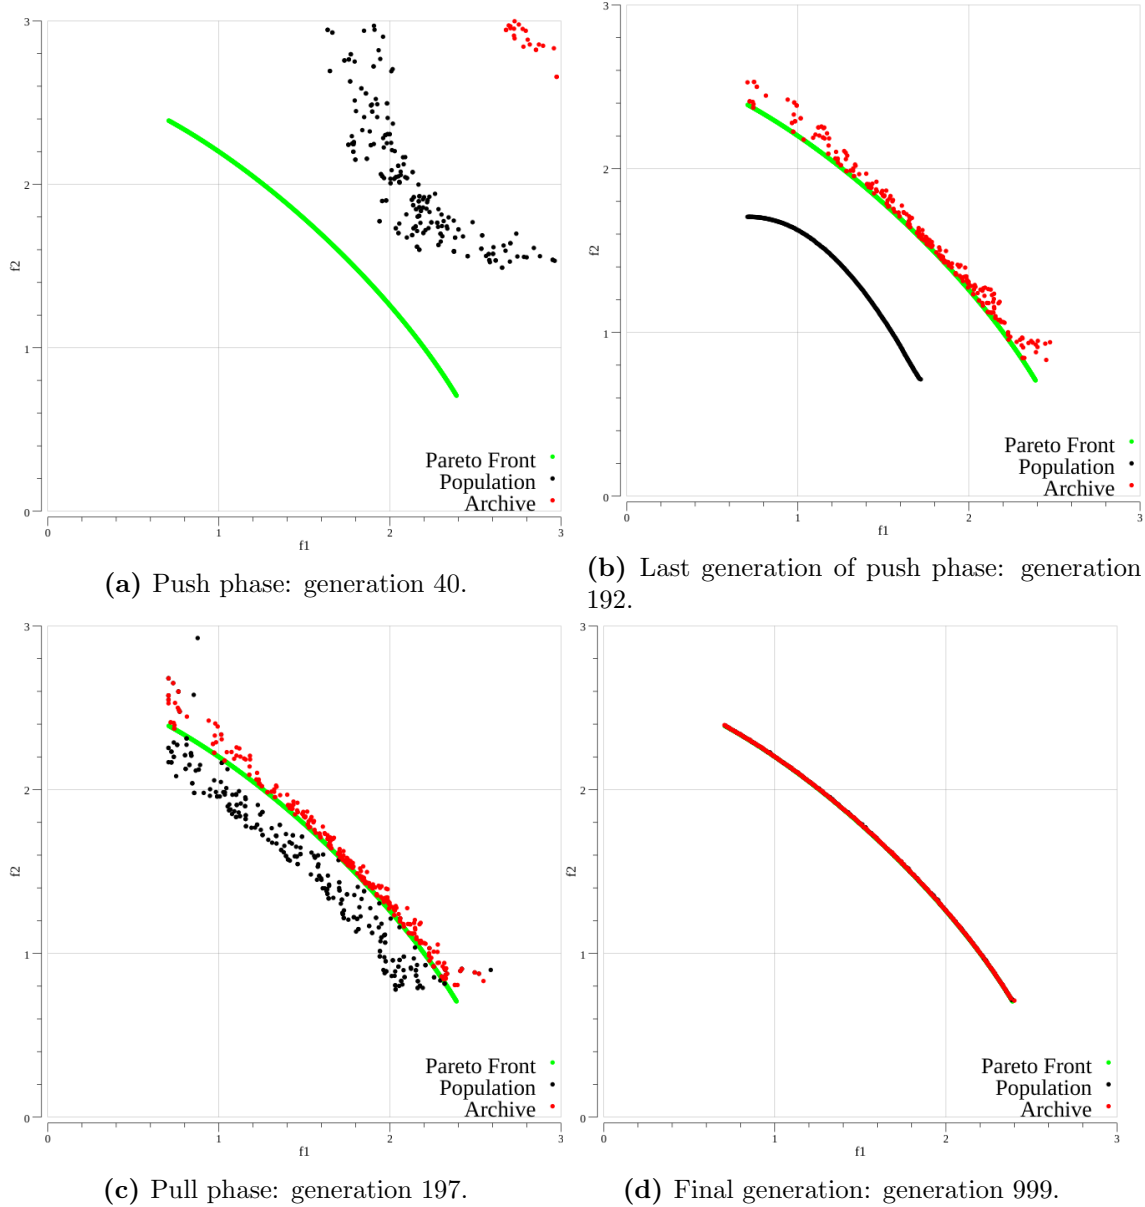 3
2
f2
1
Pareto Front
Population
Archive
0
0 1 2 3
f1
(a) Push phase: generation 40.
3
2
f2
1
Pareto Front
Population
Archive
0
0 1 2 3
f1
(b) Last generation of push phase: generation
192.
3
2
f2
1
Pareto Front
Population
Archive
0
0 1 2 3
f1
(c) Pull phase: generation 197.
3
2
f2
1
Pareto Front
Population
Archive
0
0 1 2 3
f1
(d) Final generation: generation 999.